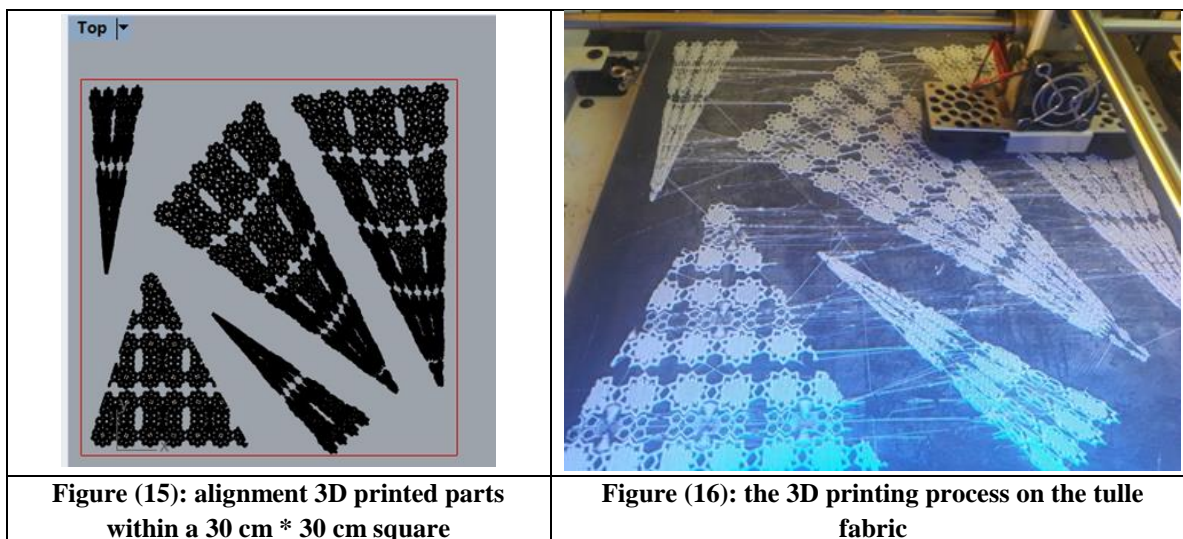 Top
Figure (15): alignment 3D printed parts
within a 30 cm * 30 cm square
Figure (16): the 3D printing process on the tulle
fabric